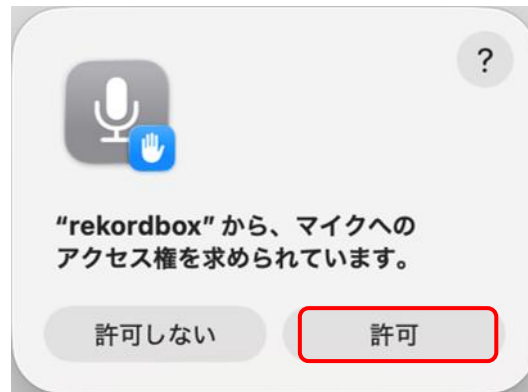 ?
“rekordbox” から、マイクへの
アクセス権を求められています。
許可しない
許可